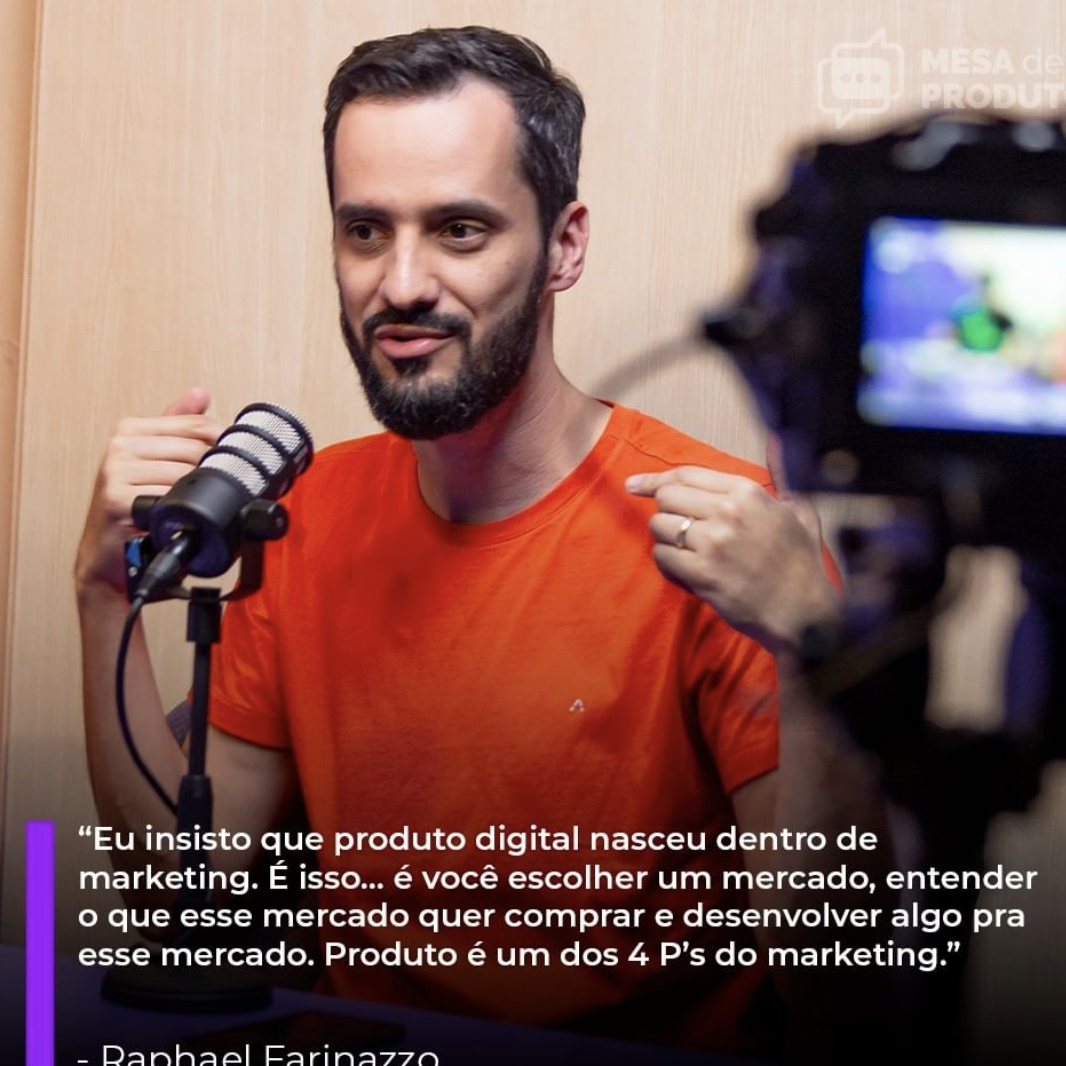 MESA de
PRODUT
“Eu insisto que produto digital nasceu dentro de
marketing. É isso... é você escolher um mercado, entender
o que esse mercado quer comprar e desenvolver algo pra
esse mercado. Produto é um dos 4 P’s do marketing.”
- Raphael Farinazzo